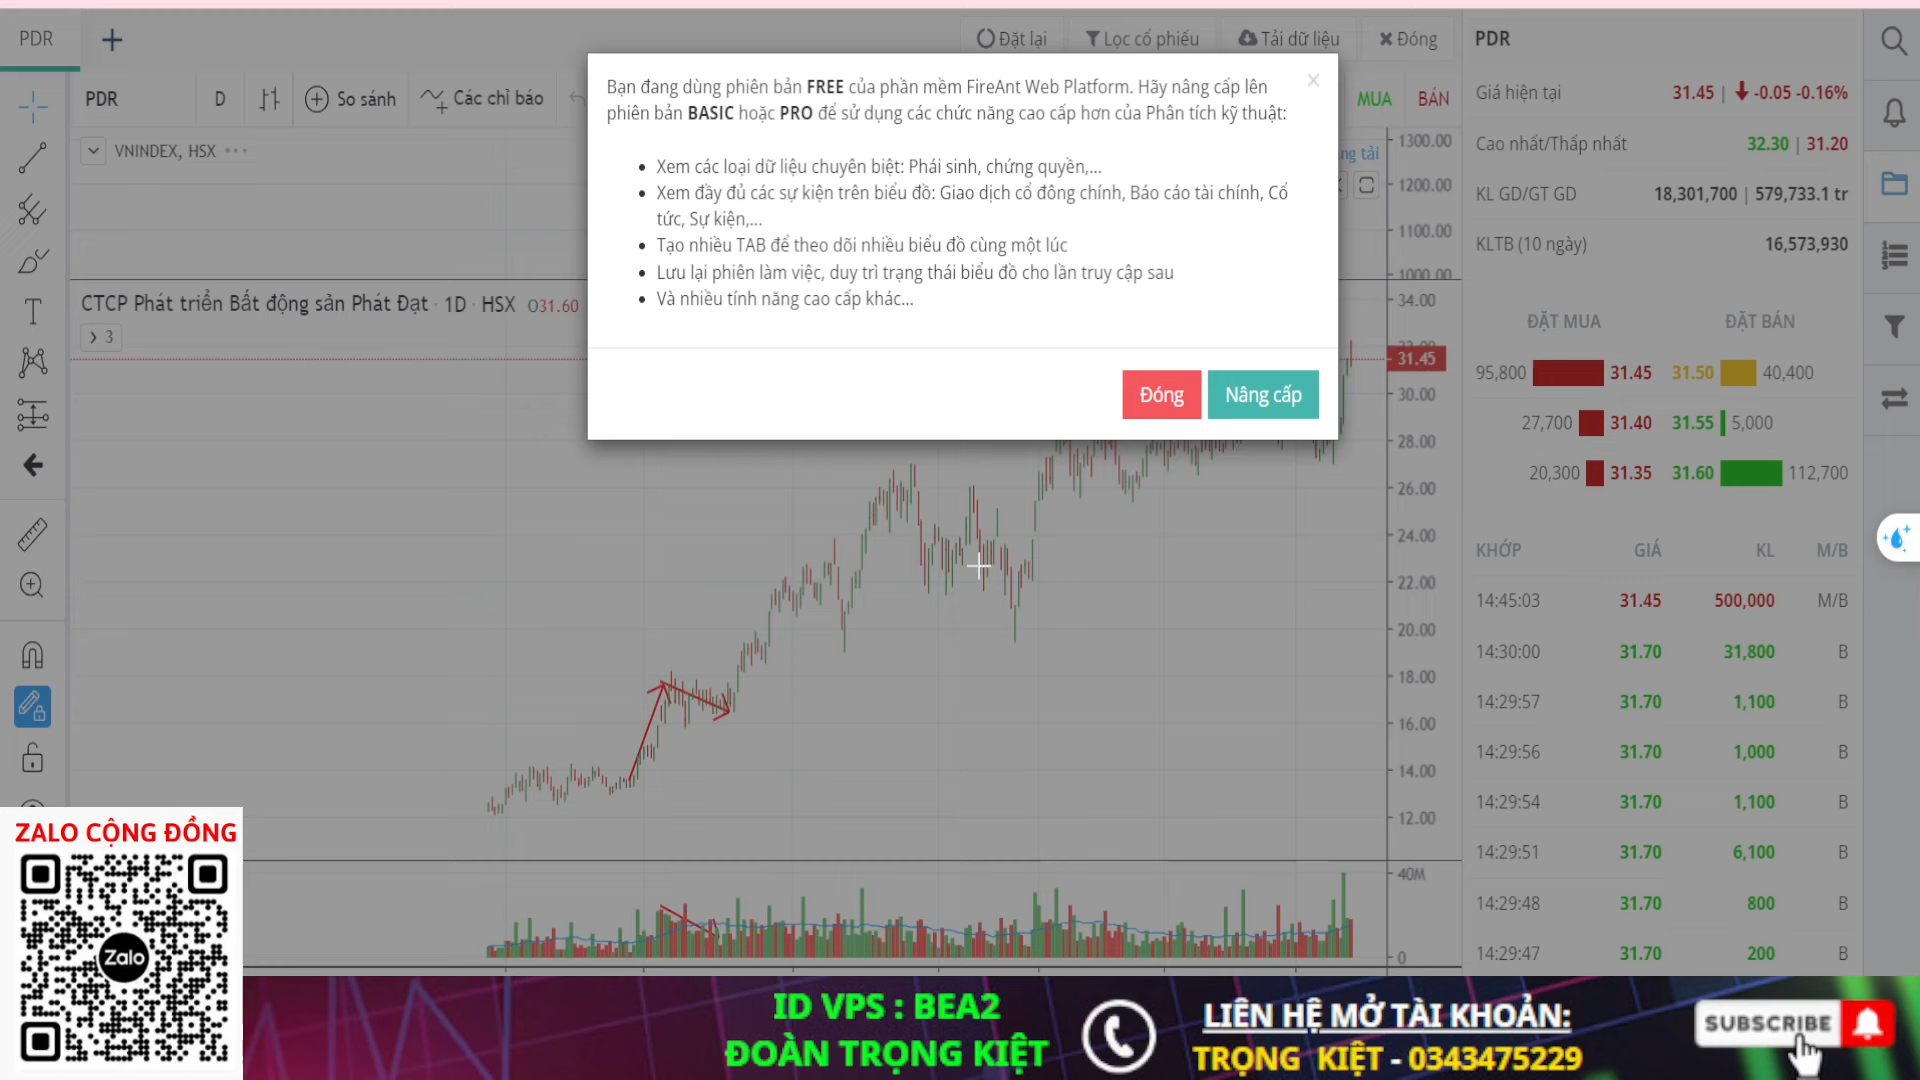 PDR
Đặt lại
Lọc cổ phiếu
Tải dữ liệu
Đóng
PDR
D
So sánh
Các chỉ báo
MUA
BÁN
VNINDEX, HSX
ng tải
CTCP Phát triển Bất động sản Phát Đạt · 1D · HSX O31.60
3
Bạn đang dùng phiên bản FREE của phần mềm FireAnt Web Platform. Hãy nâng cấp lên
phiên bản BASIC hoặc PRO để sử dụng các chức năng cao cấp hơn của Phân tích kỹ thuật:
Xem các loại dữ liệu chuyên biệt: Phái sinh, chứng quyền,...
Xem đầy đủ các sự kiện trên biểu đồ: Giao dịch cổ đông chính, Báo cáo tài chính, Cổ
tức, Sự kiện,...
Tạo nhiều TAB để theo dõi nhiều biểu đồ cùng một lúc
Lưu lại phiên làm việc, duy trì trạng thái biểu đồ cho lần truy cập sau
Và nhiều tính năng cao cấp khác...
Đóng
Nâng cấp
1300.00
1200.00
1100.00
1000.00
34.00
31.45
30.00
28.00
26.00
24.00
22.00
20.00
18.00
16.00
14.00
12.00
40M
0
PDR
Giá hiện tại 31.45 | -0.05 -0.16%
Cao nhất/Thấp nhất 32.30 | 31.20
KL GD/GT GD 18,301,700 | 579,733.1 tr
KLTB (10 ngày) 16,573,930
ĐẶT MUA ĐẶT BÁN
95,800 31.45 31.50 40,400
27,700 31.40 31.55 5,000
20,300 31.35 31.60 112,700
KHỚP GIÁ KL M/B
14:45:03 31.45 500,000 M/B
14:30:00 31.70 31,800 B
14:29:57 31.70 1,100 B
14:29:56 31.70 1,000 B
14:29:54 31.70 1,100 B
14:29:51 31.70 6,100 B
14:29:48 31.70 800 B
14:29:47 31.70 200 B
ZALO CỘNG ĐỒNG
Zalo
ID VPS : BEA2
ĐOÀN TRỌNG KIỆT
LIÊN HỆ MỞ TÀI KHOẢN:
TRỌNG KIỆT - 0343475229
SUBSCRIBE